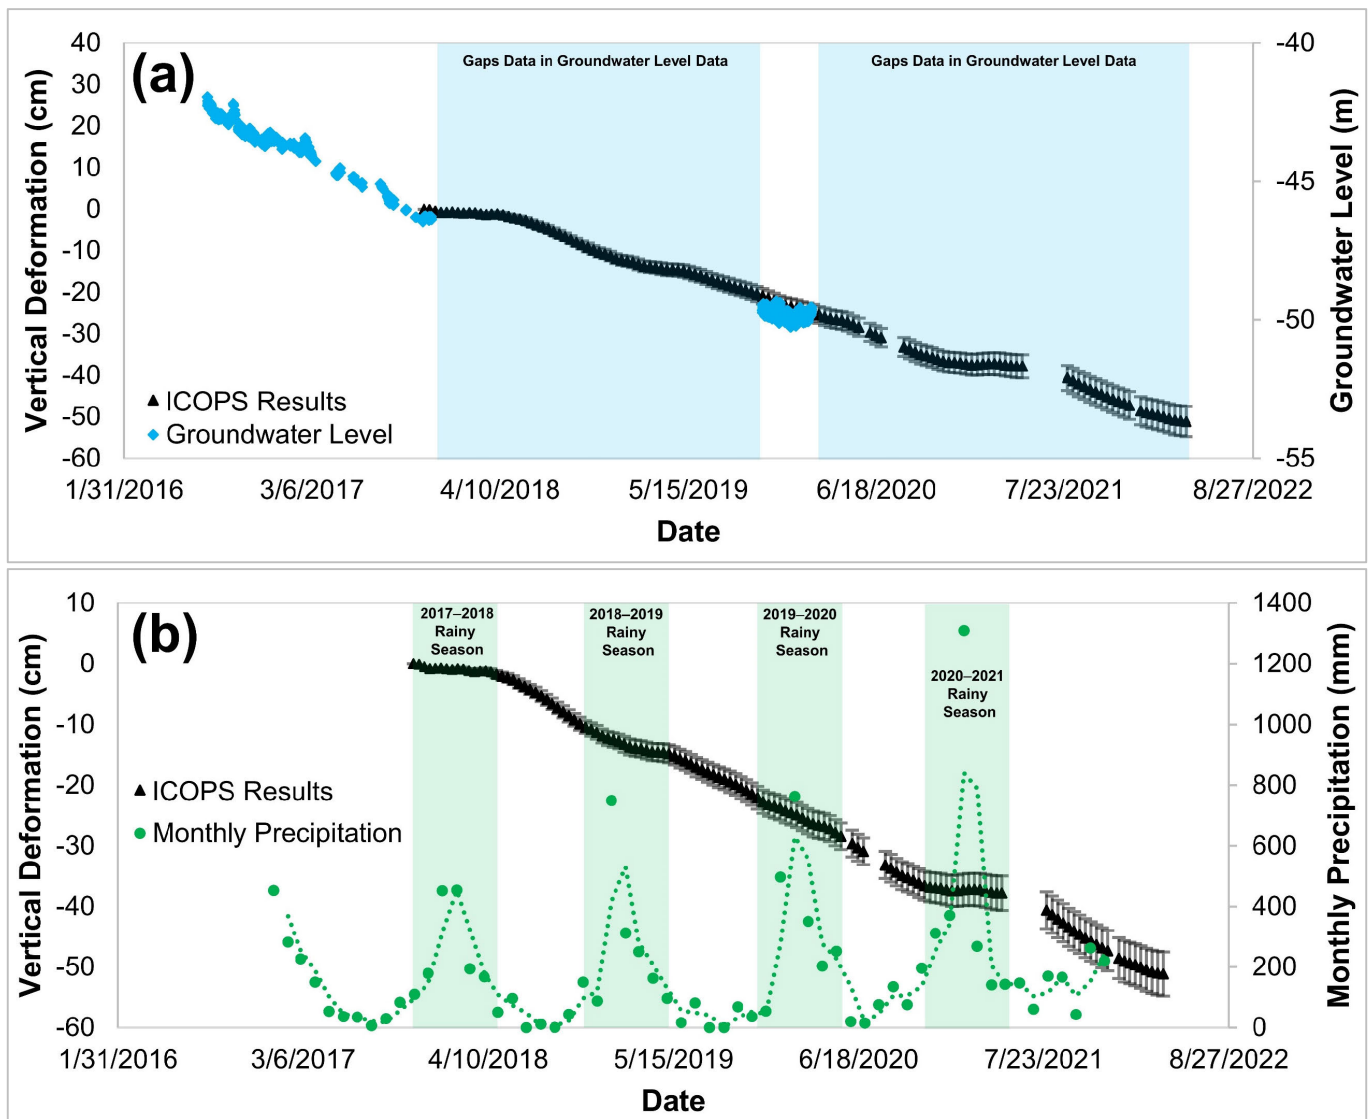 (a)
Gaps Data in Groundwater Level Data
Gaps Data in Groundwater Level Data
Vertical Deformation (cm)
40
30
20
10
0
-10
-20
-30
-40
-50
-60
ICOPS Results
Groundwater Level
-40
-45
-50
-55
Groundwater Level (m)
1/31/2016
3/6/2017
4/10/2018
5/15/2019
6/18/2020
7/23/2021
8/27/2022
Date
(b)
2017–2018
Rainy
Season
2018–2019
Rainy
Season
2019–2020
Rainy
Season
2020–2021
Rainy
Season
Vertical Deformation (cm)
10
0
-10
-20
-30
-40
-50
-60
ICOPS Results
Monthly Precipitation
1400
1200
1000
800
600
400
200
0
Monthly Precipitation (mm)
1/31/2016
3/6/2017
4/10/2018
5/15/2019
6/18/2020
7/23/2021
8/27/2022
Date